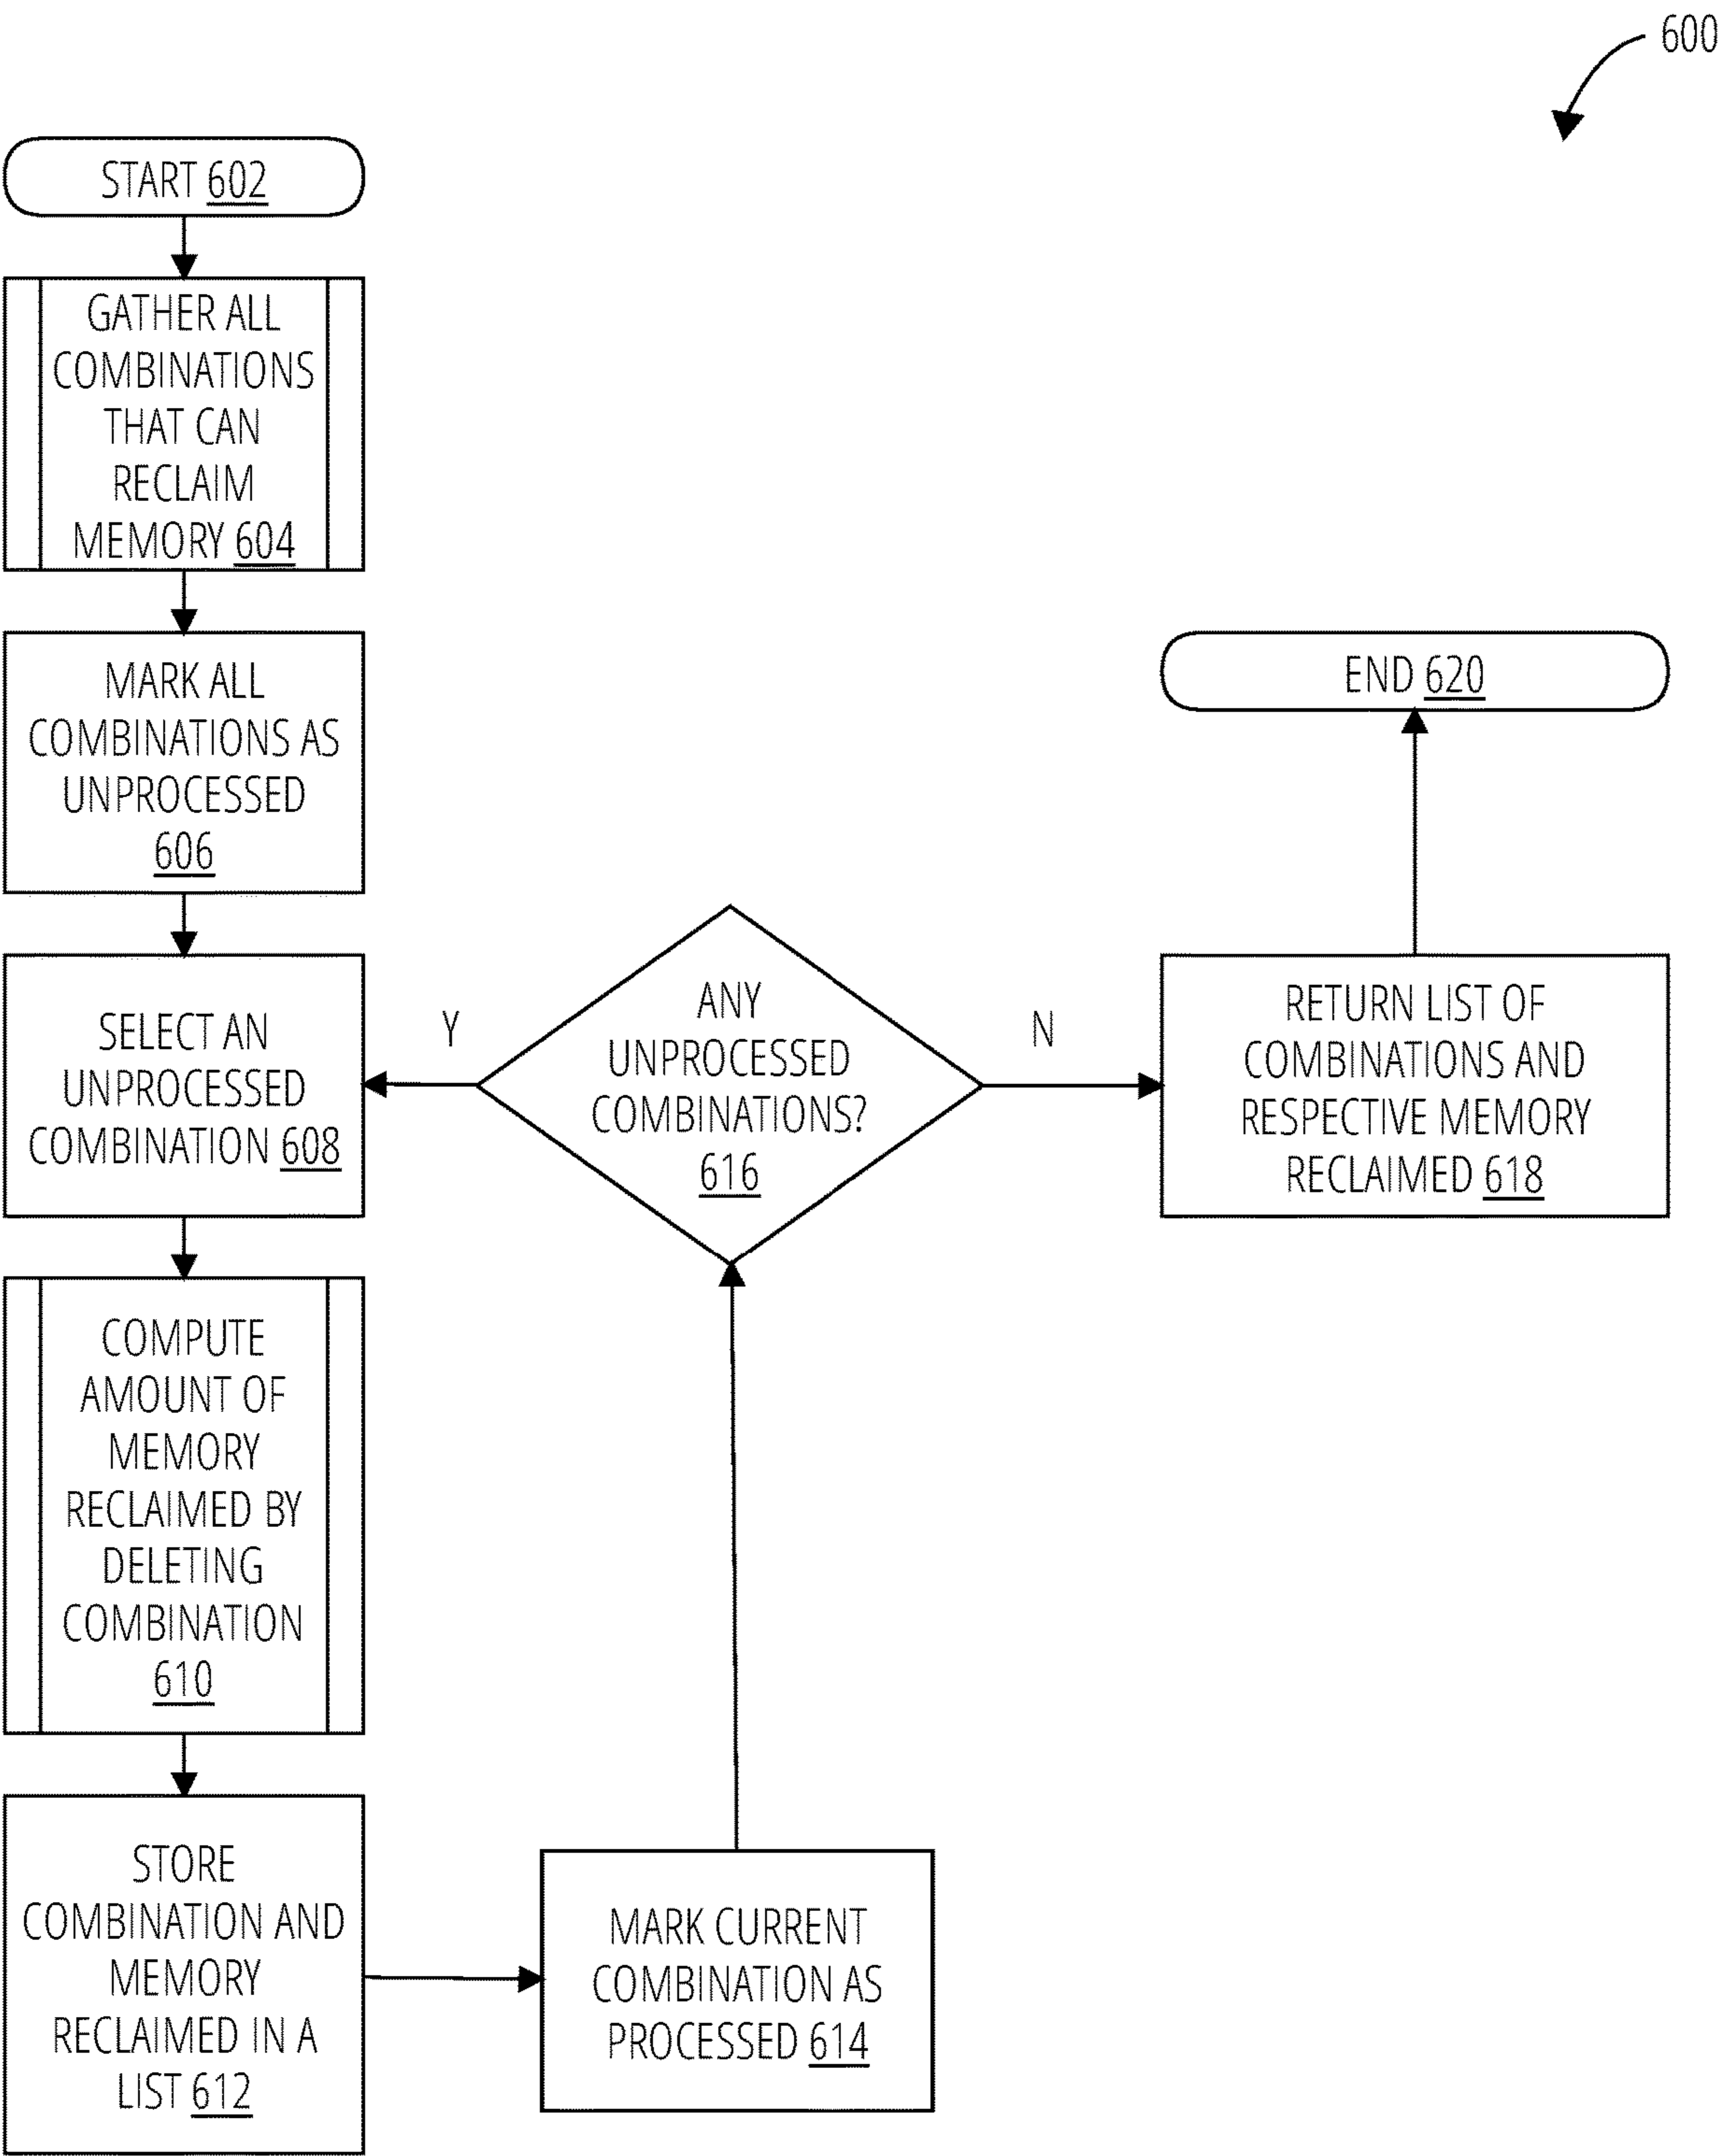 600
START 602
GATHER ALL
COMBINATIONS
THAT CAN
RECLAIM
MEMORY 604
MARK ALL
COMBINATIONS AS
UNPROCESSED
606
SELECT AN
UNPROCESSED
COMBINATION 608
COMPUTE
AMOUNT OF
MEMORY
RECLAIMED BY
DELETING
COMBINATION
610
STORE
COMBINATION AND
MEMORY
RECLAIMED IN A
LIST 612
MARK CURRENT
COMBINATION AS
PROCESSED 614
ANY
UNPROCESSED
COMBINATIONS?
616
Y
N
RETURN LIST OF
COMBINATIONS AND
RESPECTIVE MEMORY
RECLAIMED 618
END 620